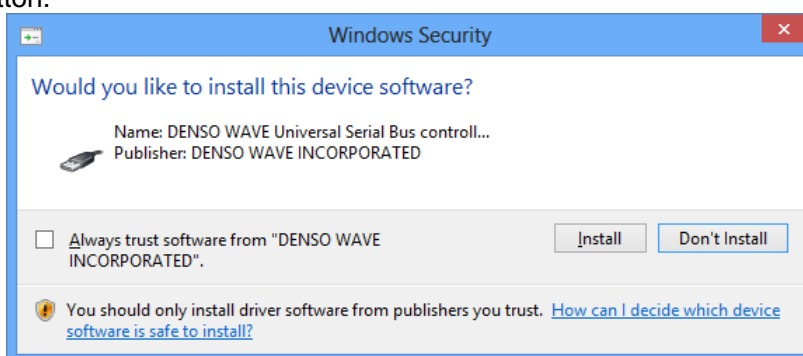 Windows Security
Would you like to install this device software?
Name: DENSO WAVE Universal Serial Bus controll...
Publisher: DENSO WAVE INCORPORATED
Always trust software from "DENSO WAVE
INCORPORATED".
Install
Don't Install
You should only install driver software from publishers you trust. How can I decide which device
software is safe to install?